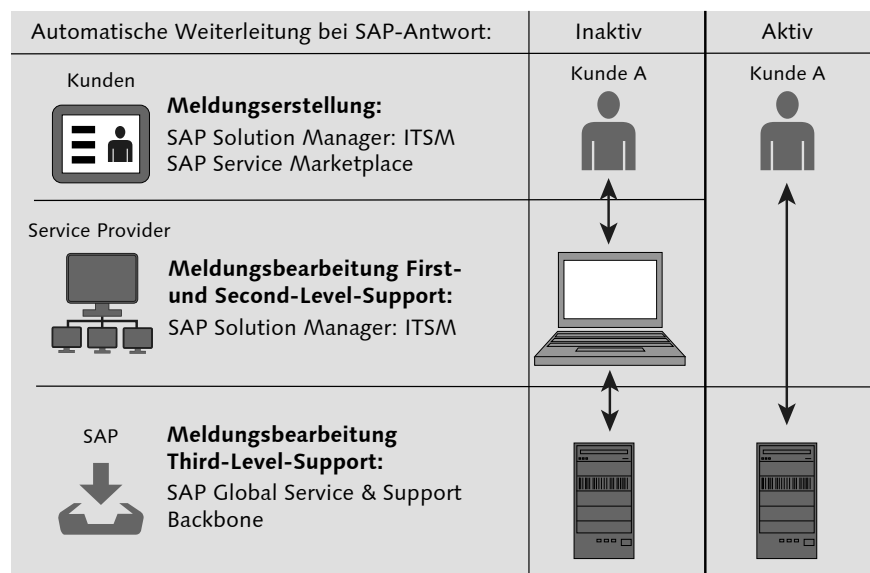 Automatische Weiterleitung bei SAP-Antwort:
Inaktiv
Aktiv
Kunden
Meldungserstellung:
SAP Solution Manager: ITSM
SAP Service Marketplace
Kunde A
Kunde A
Service Provider
Meldungsbearbeitung First-
und Second-Level-Support:
SAP Solution Manager: ITSM
SAP
Meldungsbearbeitung
Third-Level-Support:
SAP Global Service & Support
Backbone